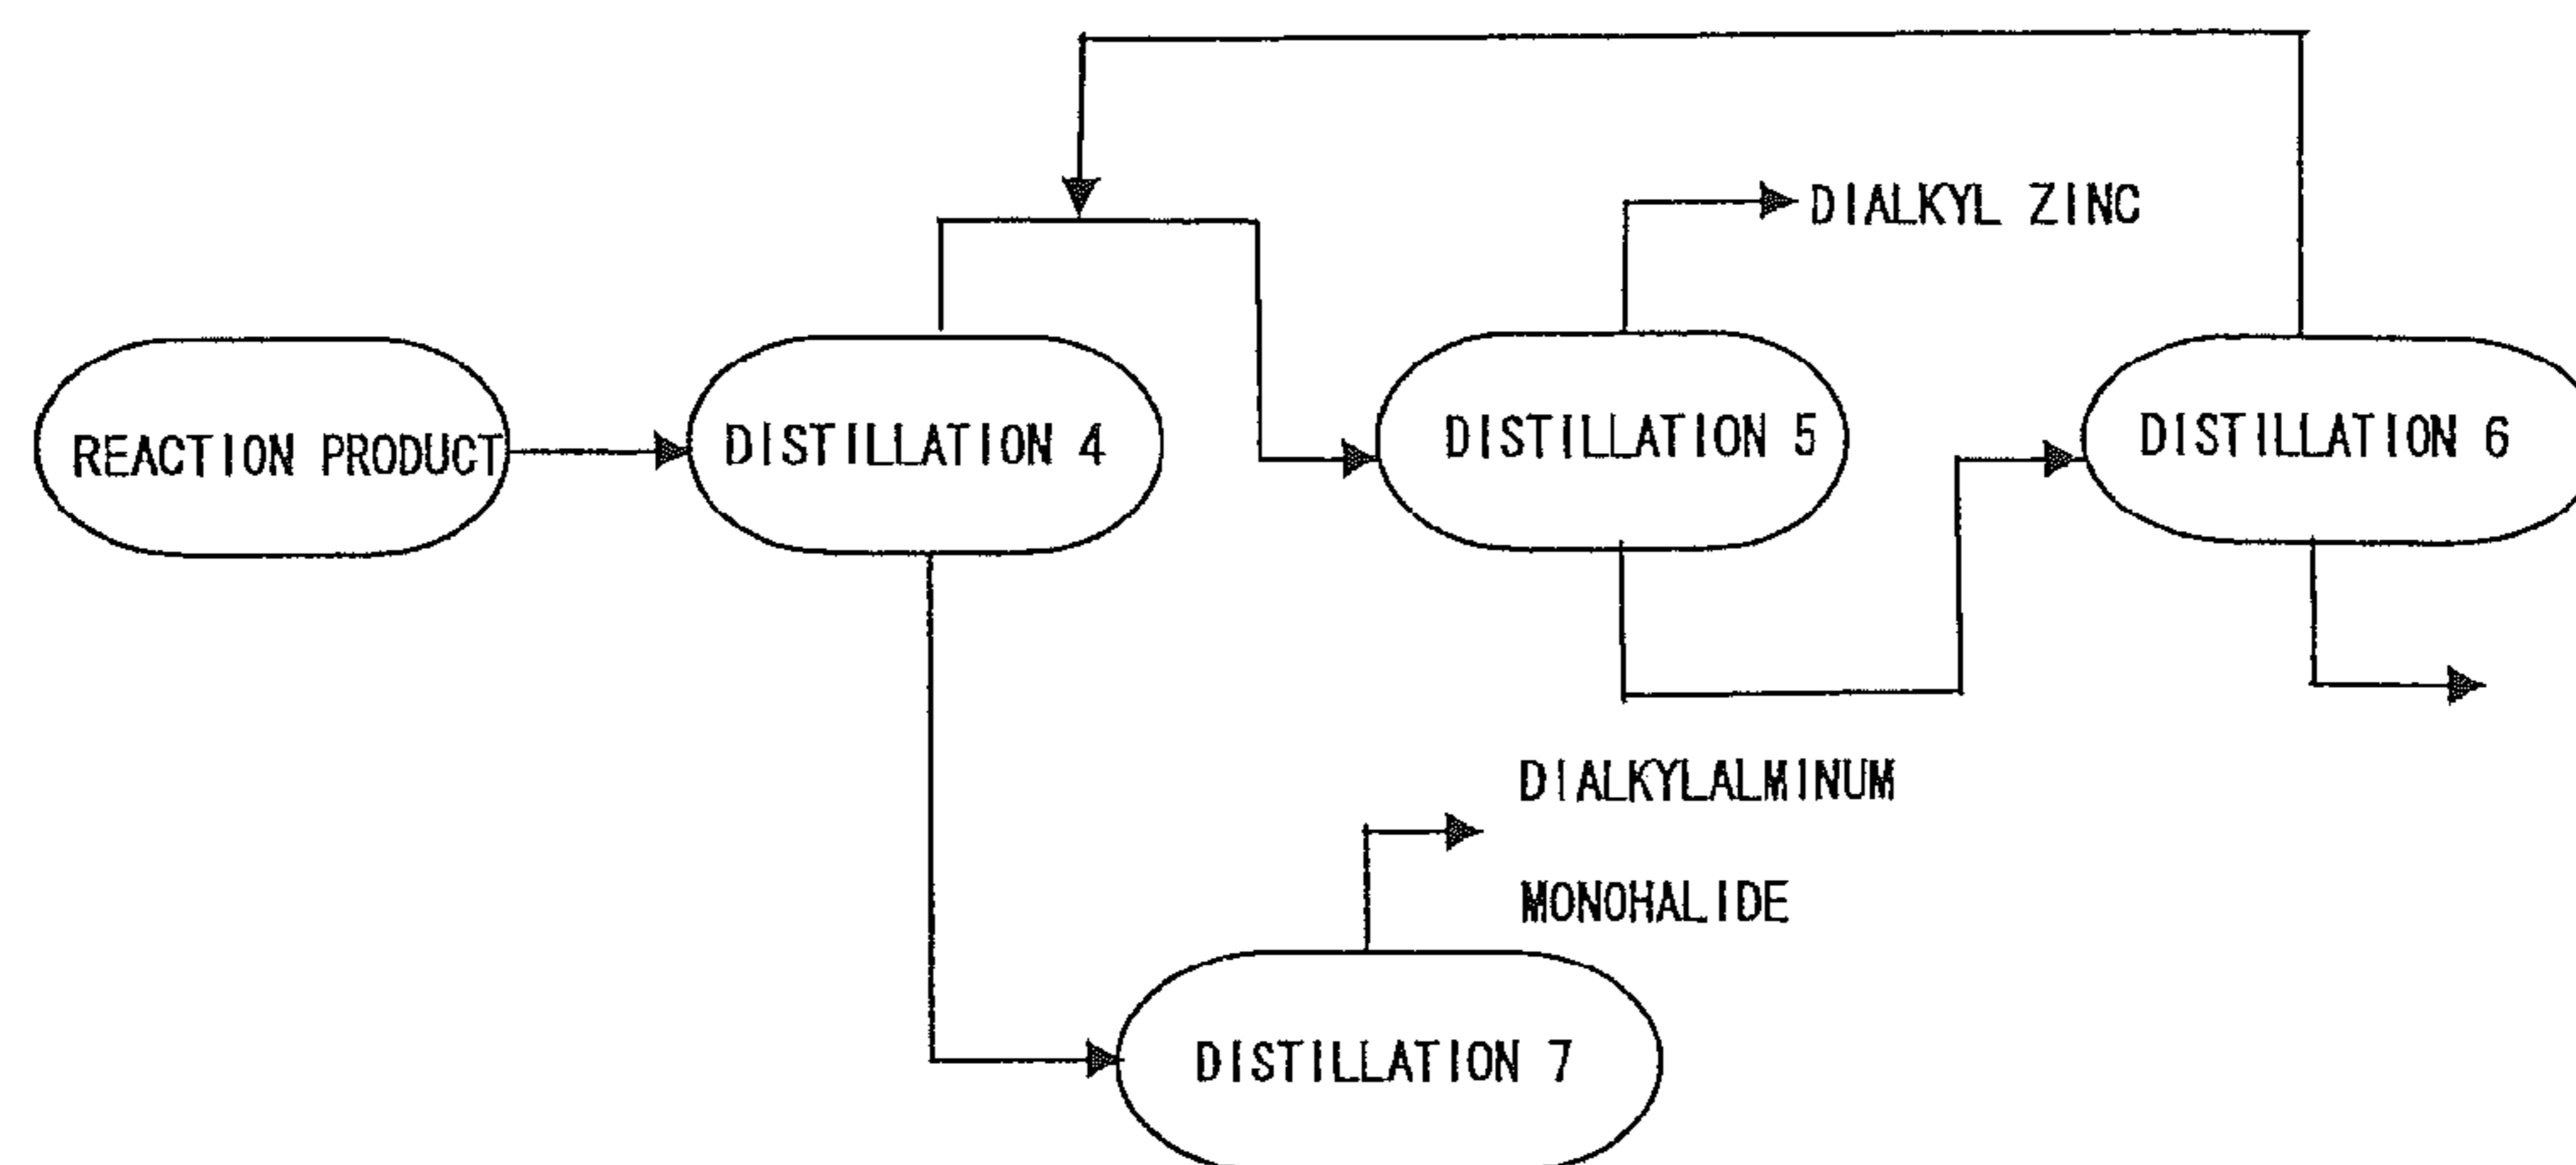 DIALKYL ZINC
REACTION PRODUCT
DISTILLATION 4
DISTILLATION 5
DISTILLATION 6
DIALKYLALMINUM
MONOHALIDE
DISTILLATION 7